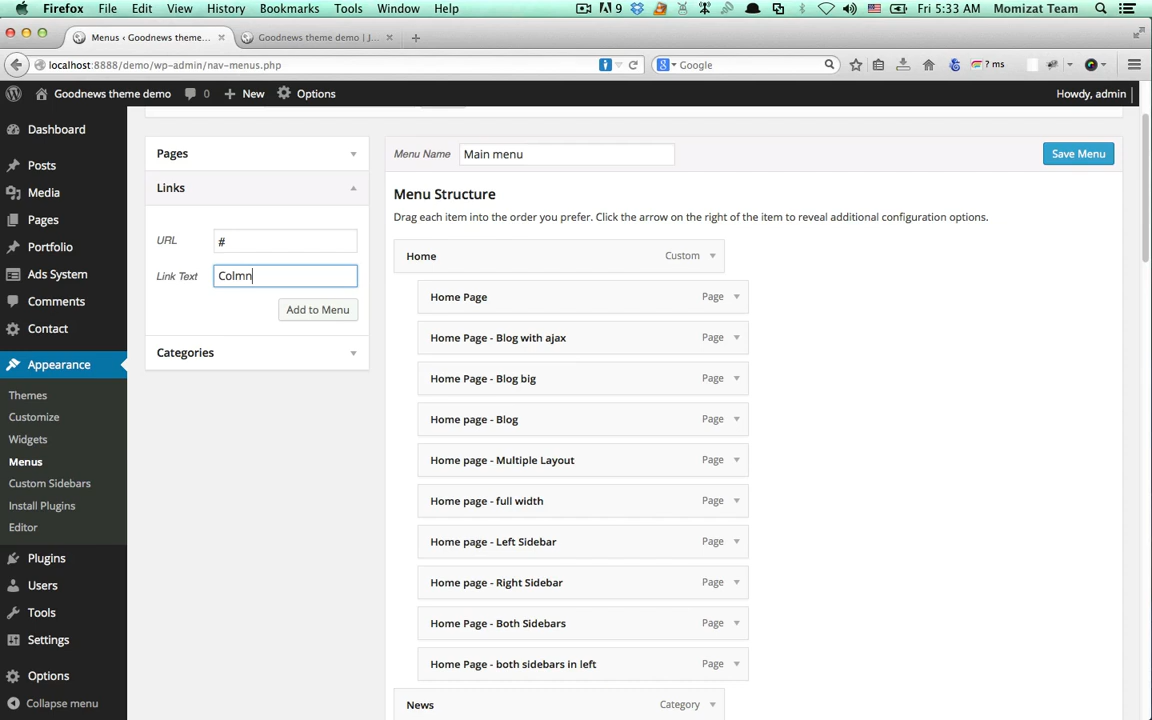 Firefox File Edit View History Bookmarks Tools Window Help 9 Fri 5:33 AM Momizat Team
Menus ‹ Goodnews theme... × Goodnews theme demo | J... × +
localhost:8888/demo/wp-admin/nav-menus.php Google ? ms
Goodnews theme demo 0 + New Options Howdy, admin
Dashboard
Posts
Media
Pages
Portfolio
Ads System
Comments
Contact
Appearance
Themes
Customize
Widgets
Menus
Custom Sidebars
Install Plugins
Editor
Plugins
Users
Tools
Settings
Options
Collapse menu
Pages
Links
URL #
Link Text Colmn
Add to Menu
Categories
Menu Name Main menu Save Menu
Menu Structure
Drag each item into the order you prefer. Click the arrow on the right of the item to reveal additional configuration options.
Home Custom
Home Page Page
Home Page - Blog with ajax Page
Home Page - Blog big Page
Home page - Blog Page
Home page - Multiple Layout Page
Home page - full width Page
Home page - Left Sidebar Page
Home page - Right Sidebar Page
Home Page - Both Sidebars Page
Home Page - both sidebars in left Page
News Category